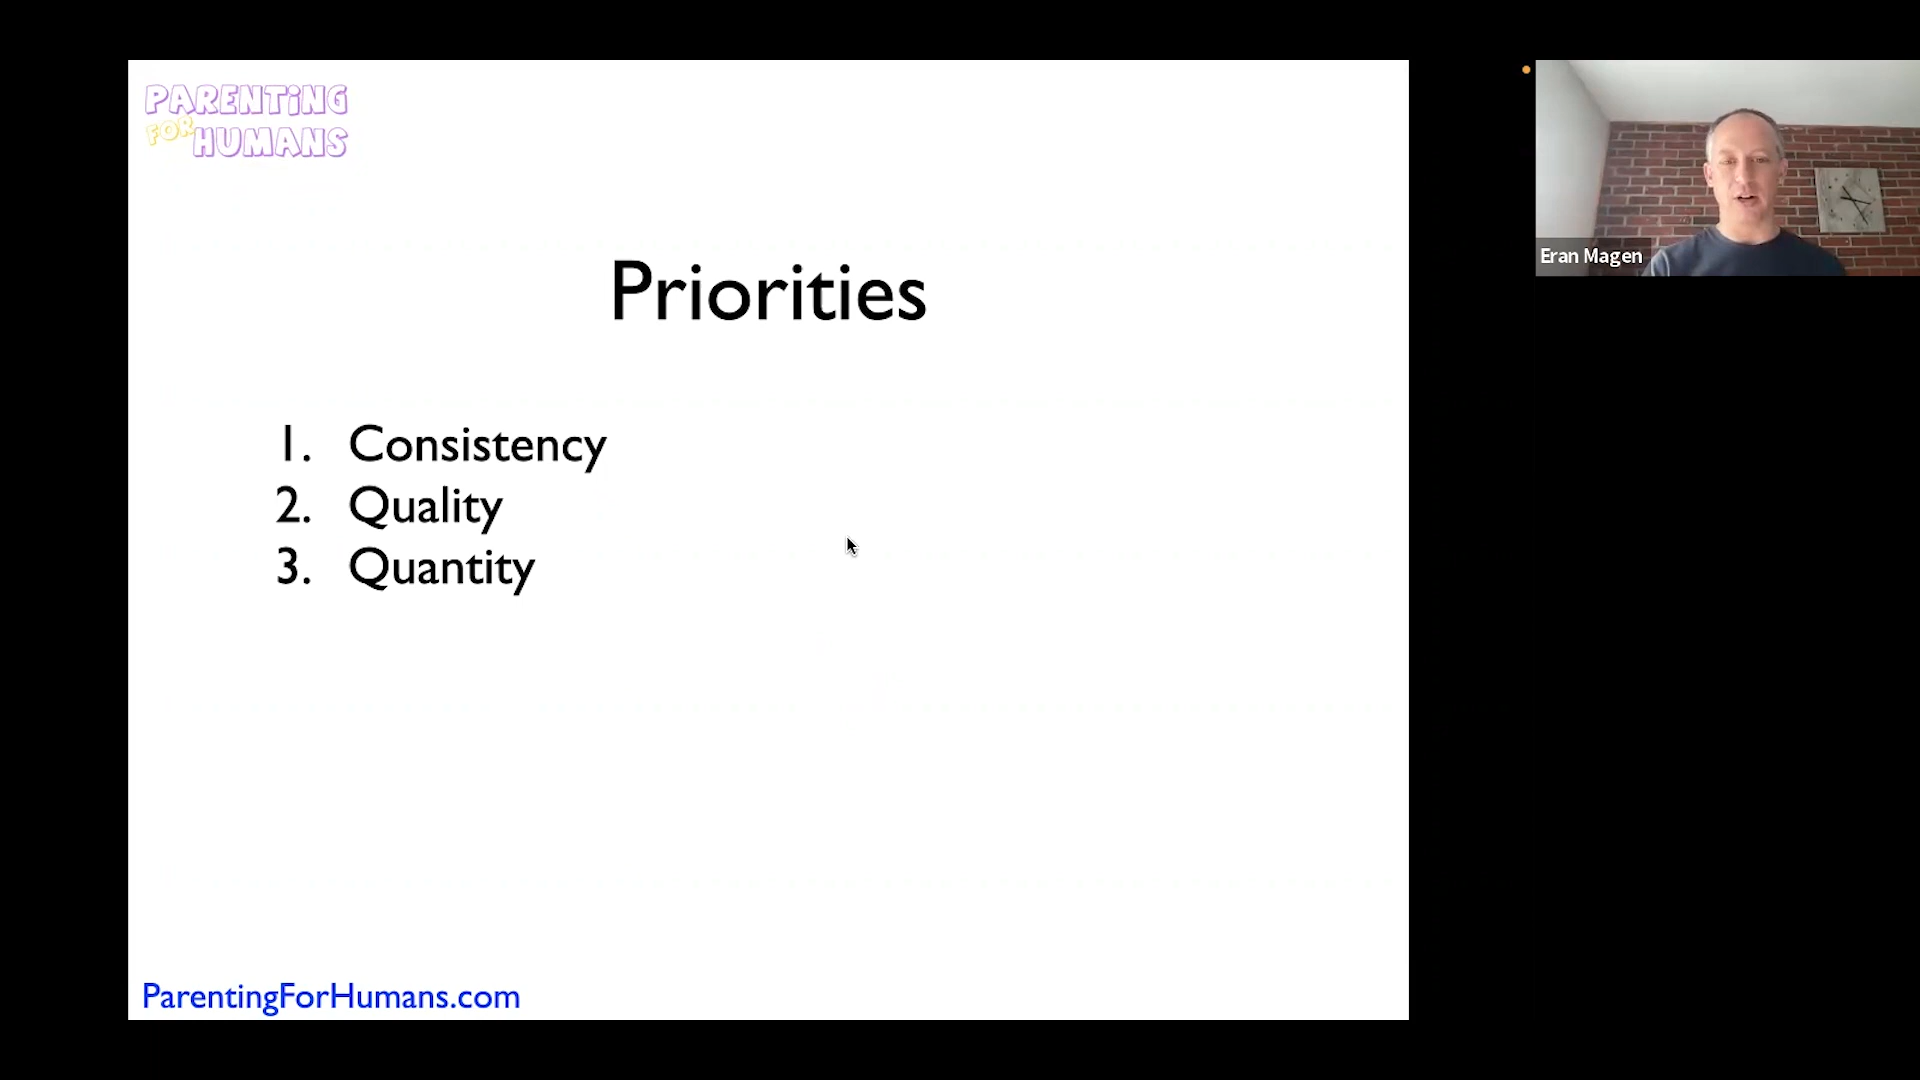 PARENTING
FOR HUMANS
Priorities
1. Consistency
2. Quality
3. Quantity
ParentingForHumans.com
Eran Magen